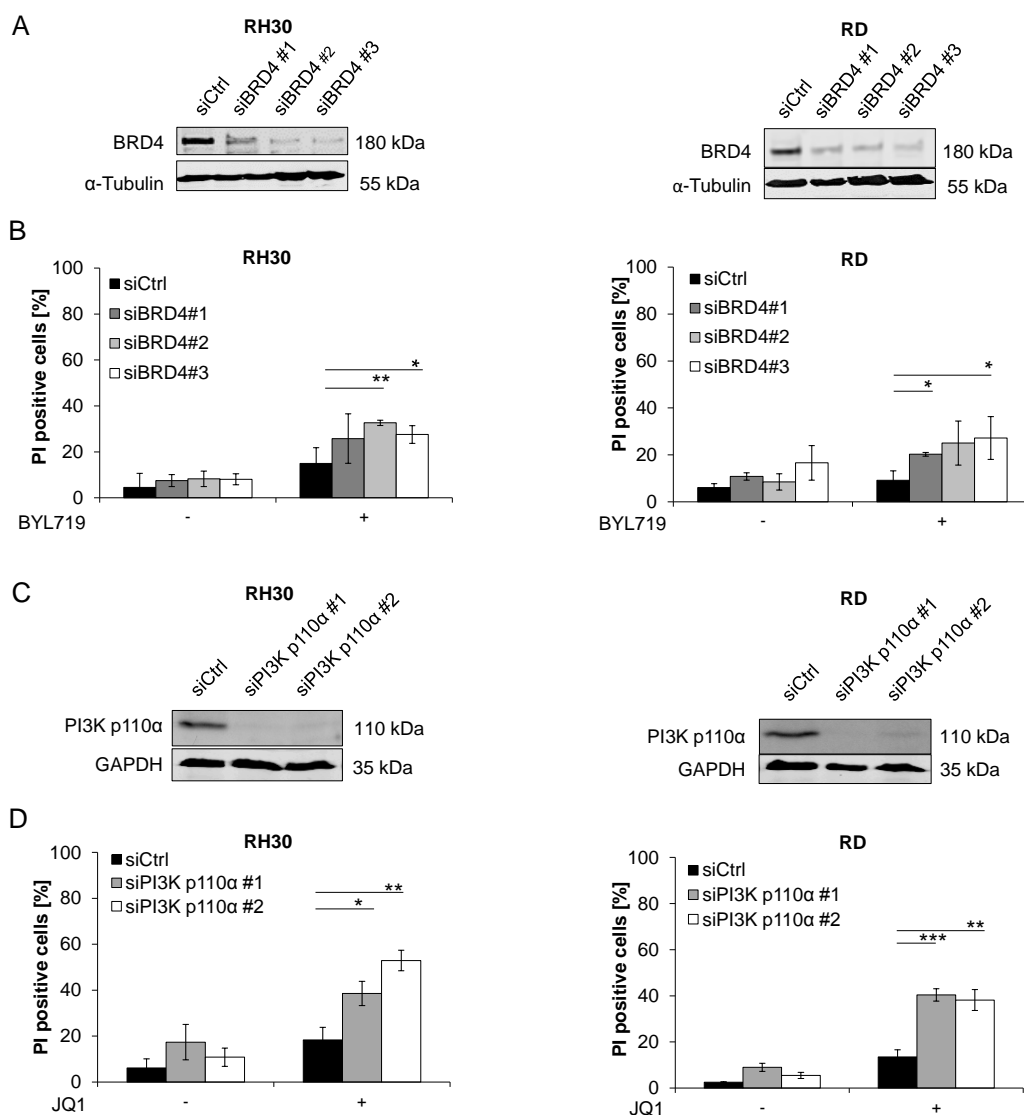 A
RH30
siCtrl
siBRD4 #1
siBRD4 #2
siBRD4 #3
BRD4
180 kDa
α-Tubulin
55 kDa
RD
siCtrl
siBRD4 #1
siBRD4 #2
siBRD4 #3
BRD4
180 kDa
α-Tubulin
55 kDa
B
RH30
PI positive cells [%]
100
80
60
40
20
0
siCtrl
siBRD4#1
siBRD4#2
siBRD4#3
*
**
BYL719
-
+
RD
PI positive cells [%]
100
80
60
40
20
0
siCtrl
siBRD4#1
siBRD4#2
siBRD4#3
*
*
BYL719
-
+
C
RH30
siCtrl
siPI3K p110α #1
siPI3K p110α #2
PI3K p110α
110 kDa
GAPDH
35 kDa
RD
siCtrl
siPI3K p110α #1
siPI3K p110α #2
PI3K p110α
110 kDa
GAPDH
35 kDa
D
RH30
PI positive cells [%]
100
80
60
40
20
0
siCtrl
siPI3K p110α #1
siPI3K p110α #2
**
*
JQ1
-
+
RD
PI positive cells [%]
100
80
60
40
20
0
siCtrl
siPI3K p110α #1
siPI3K p110α #2
**
***
JQ1
-
+